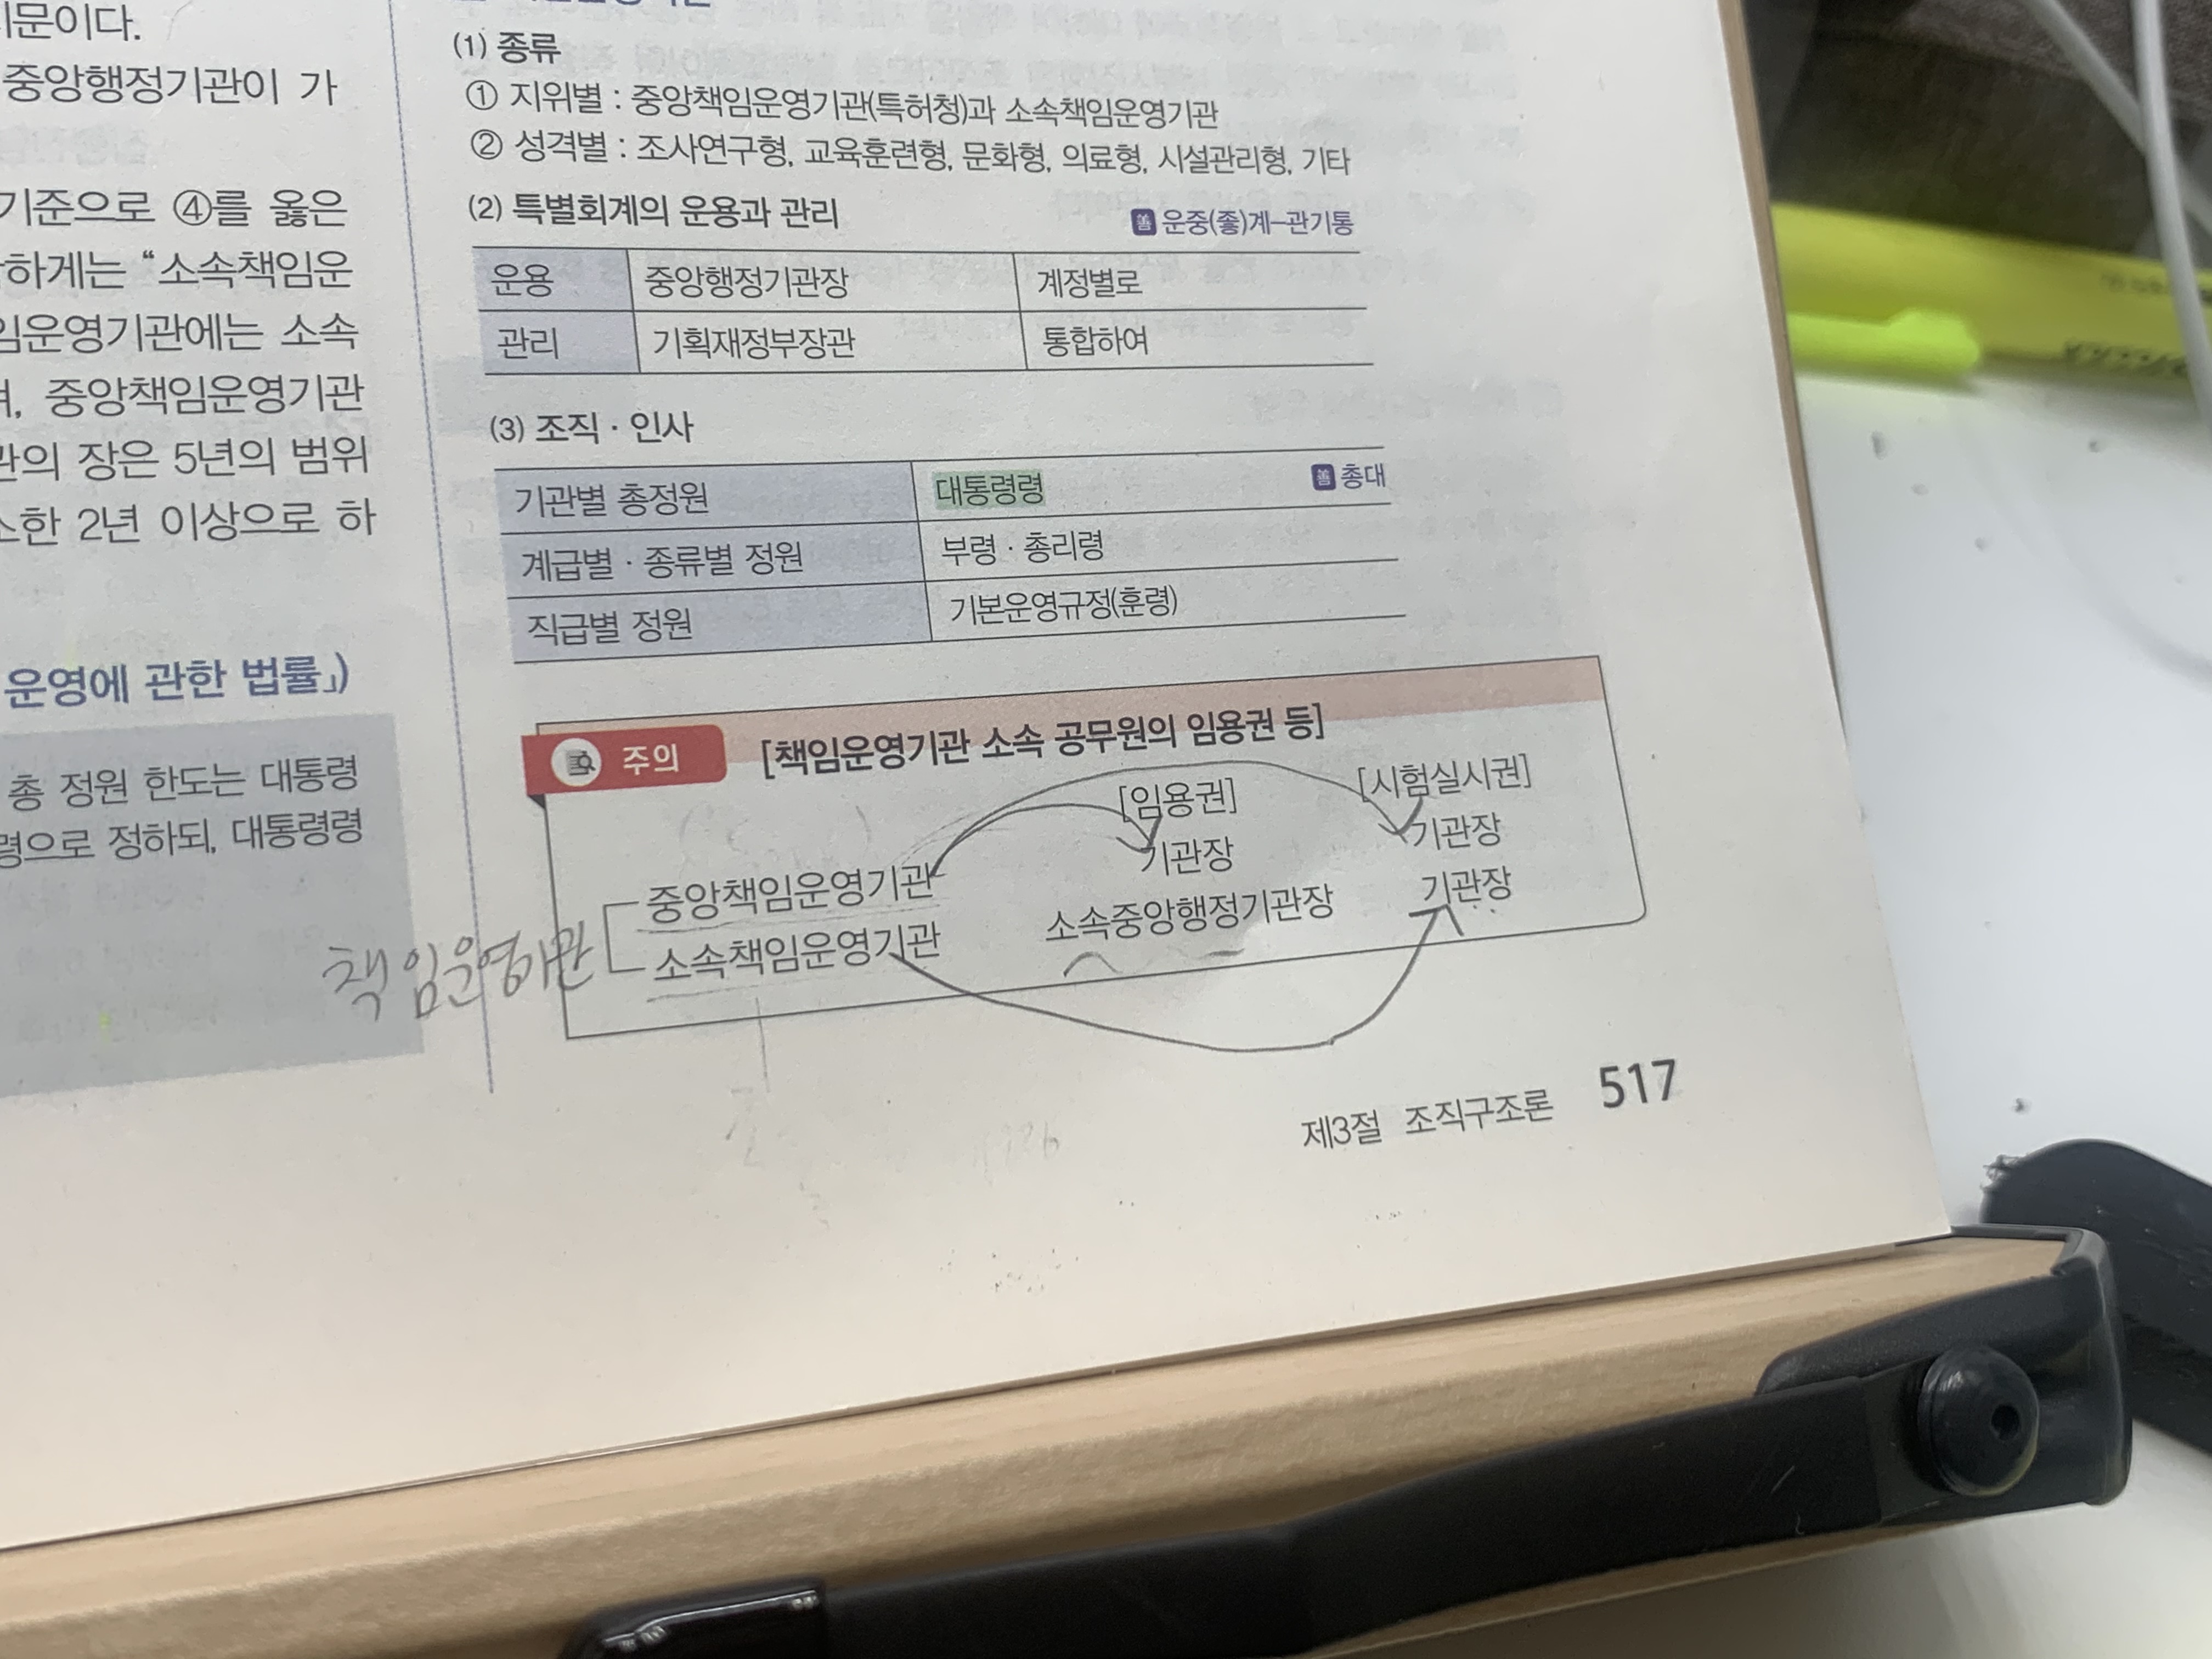 지문이다.
중앙행정기관이 가
기준으로 ④를 옳은
하게는 “소속책임운
임운영기관에는 소속
며, 중앙책임운영기관
관의 장은 5년의 범위
소한 2년 이상으로 하
운영에 관한 법률」)
총 정원 한도는 대통령
령으로 정하되, 대통령령
(1) 종류
① 지위별 : 중앙책임운영기관(특허청)과 소속책임운영기관
② 성격별 : 조사연구형, 교육훈련형, 문화형, 의료형, 시설관리형, 기타
(2) 특별회계의 운용과 관리 善 운중(좋)계-관기통
운용 중앙행정기관장 계정별로
관리 기획재정부장관 통합하여
(3) 조직 · 인사
기관별 총정원 대통령령 善 총대
계급별 · 종류별 정원 부령 · 총리령
직급별 정원 기본운영규정(훈령)
주의 [책임운영기관 소속 공무원의 임용권 등]
[임용권] [시험실시권]
중앙책임운영기관 기관장 기관장
소속책임운영기관 소속중앙행정기관장 기관장
책임운영기관
제3절 조직구조론 517